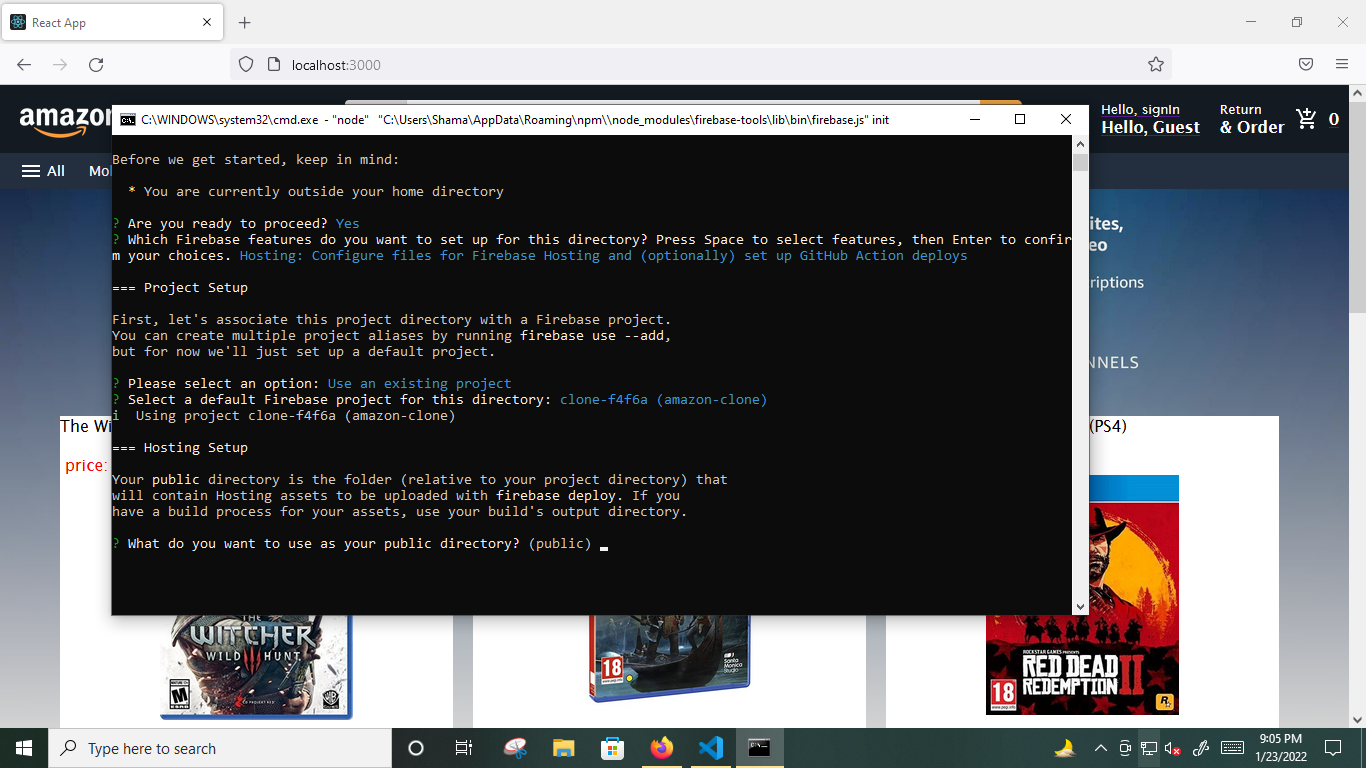 React App
localhost:3000
amazon
Hello, signIn
Hello, Guest
Return
& Order
0
All
Mo
C:\WINDOWS\system32\cmd.exe - "node" "C:\Users\Shama\AppData\Roaming\npm\\node_modules\firebase-tools\lib\bin\firebase.js" init
Before we get started, keep in mind:
* You are currently outside your home directory
? Are you ready to proceed? Yes
? Which Firebase features do you want to set up for this directory? Press Space to select features, then Enter to confir
m your choices. Hosting: Configure files for Firebase Hosting and (optionally) set up GitHub Action deploys
=== Project Setup
First, let's associate this project directory with a Firebase project.
You can create multiple project aliases by running firebase use --add,
but for now we'll just set up a default project.
? Please select an option: Use an existing project
? Select a default Firebase project for this directory: clone-f4f6a (amazon-clone)
i Using project clone-f4f6a (amazon-clone)
=== Hosting Setup
Your public directory is the folder (relative to your project directory) that
will contain Hosting assets to be uploaded with firebase deploy. If you
have a build process for your assets, use your build's output directory.
? What do you want to use as your public directory? (public)
ites,
eo
riptions
NNELS
The Wi
(PS4)
price:
THE
WITCHER
WILD HUNT
M
CD PROJEKT RED
18
Santa
Monica
Studio
ROCKSTAR GAMES PRESENTS
RED DEAD
REDEMPTION II
18
R
Type here to search
9:05 PM
1/23/2022